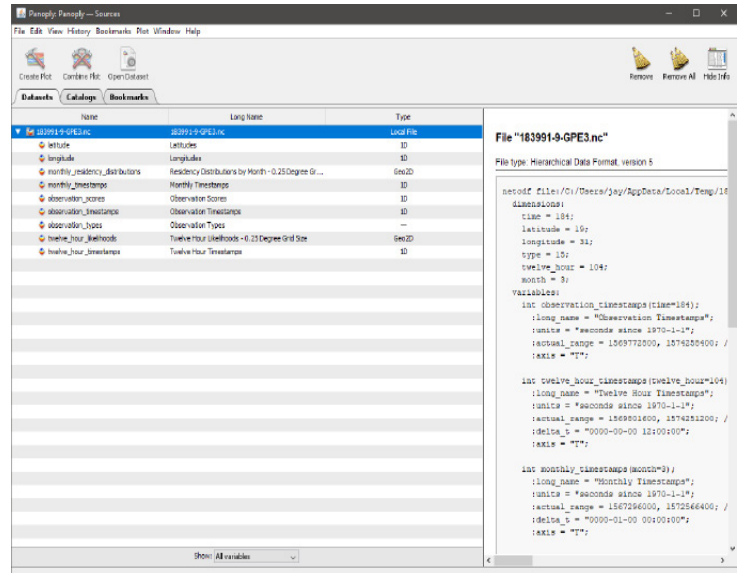 Panoply: Panoply — Sources
File Edit View History Bookmarks Plot Window Help
Create Plot Combine Plot Open Dataset Remove Remove All Hide Info
Datasets Catalogs Bookmarks
Name Long Name Type
183991-9-GPE3.nc 183991-9-GPE3.nc Local File
latitude Latitudes 1D
longitude Longitudes 1D
monthly_residency_distributions Residency Distributions by Month - 0.25 Degree Gr... Geo2D
monthly_timestamps Monthly Timestamps 1D
observation_scores Observation Scores 1D
observation_timestamps Observation Timestamps 1D
observation_types Observation Types —
twelve_hour_likelihoods Twelve Hour Likelihoods - 0.25 Degree Grid Size Geo2D
twelve_hour_timestamps Twelve Hour Timestamps 1D
Show: All variables
File "183991-9-GPE3.nc"
File type: Hierarchical Data Format, version 5
netcdf file:/C:/Users/jay/AppData/Local/Temp/18
dimensions:
time = 184;
latitude = 19;
longitude = 31;
type = 15;
twelve_hour = 104;
month = 3;
variables:
int observation_timestamps(time=184);
:long_name = "Observation Timestamps";
:units = "seconds since 1970-1-1";
:actual_range = 1569772800, 1574258400; /
:axis = "T";
int twelve_hour_timestamps(twelve_hour=104)
:long_name = "Twelve Hour Timestamps";
:units = "seconds since 1970-1-1";
:actual_range = 1569801600, 1574251200; /
:delta_t = "0000-00-00 12:00:00";
:axis = "T";
int monthly_timestamps(month=3);
:long_name = "Monthly Timestamps";
:units = "seconds since 1970-1-1";
:actual_range = 1567296000, 1572566400; /
:delta_t = "0000-01-00 00:00:00";
:axis = "T";